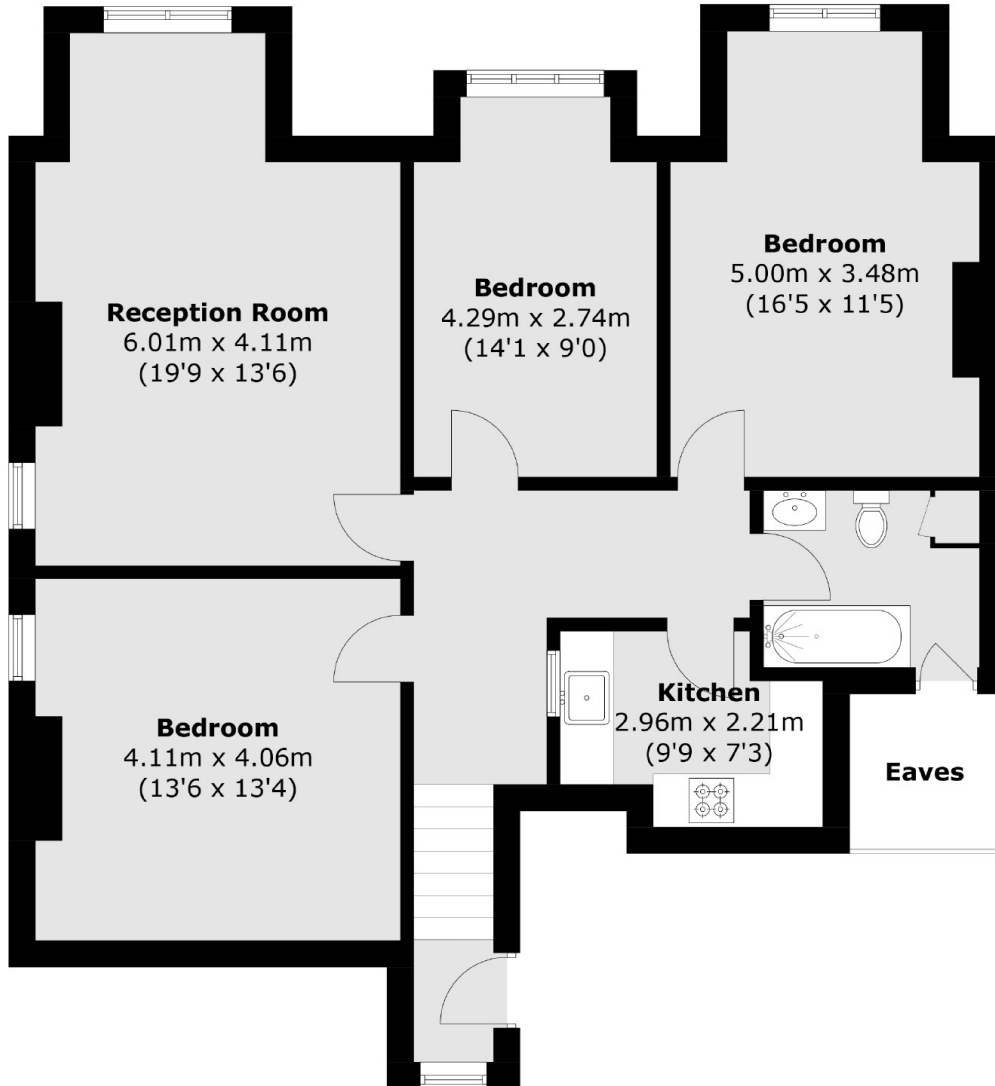 Reception Room
6.01m x 4.11m
(19'9 x 13'6)
Bedroom
4.29m x 2.74m
(14'1 x 9'0)
Bedroom
5.00m x 3.48m
(16'5 x 11'5)
Bedroom
4.11m x 4.06m
(13'6 x 13'4)
Kitchen
2.96m x 2.21m
(9'9 x 7'3)
Eaves